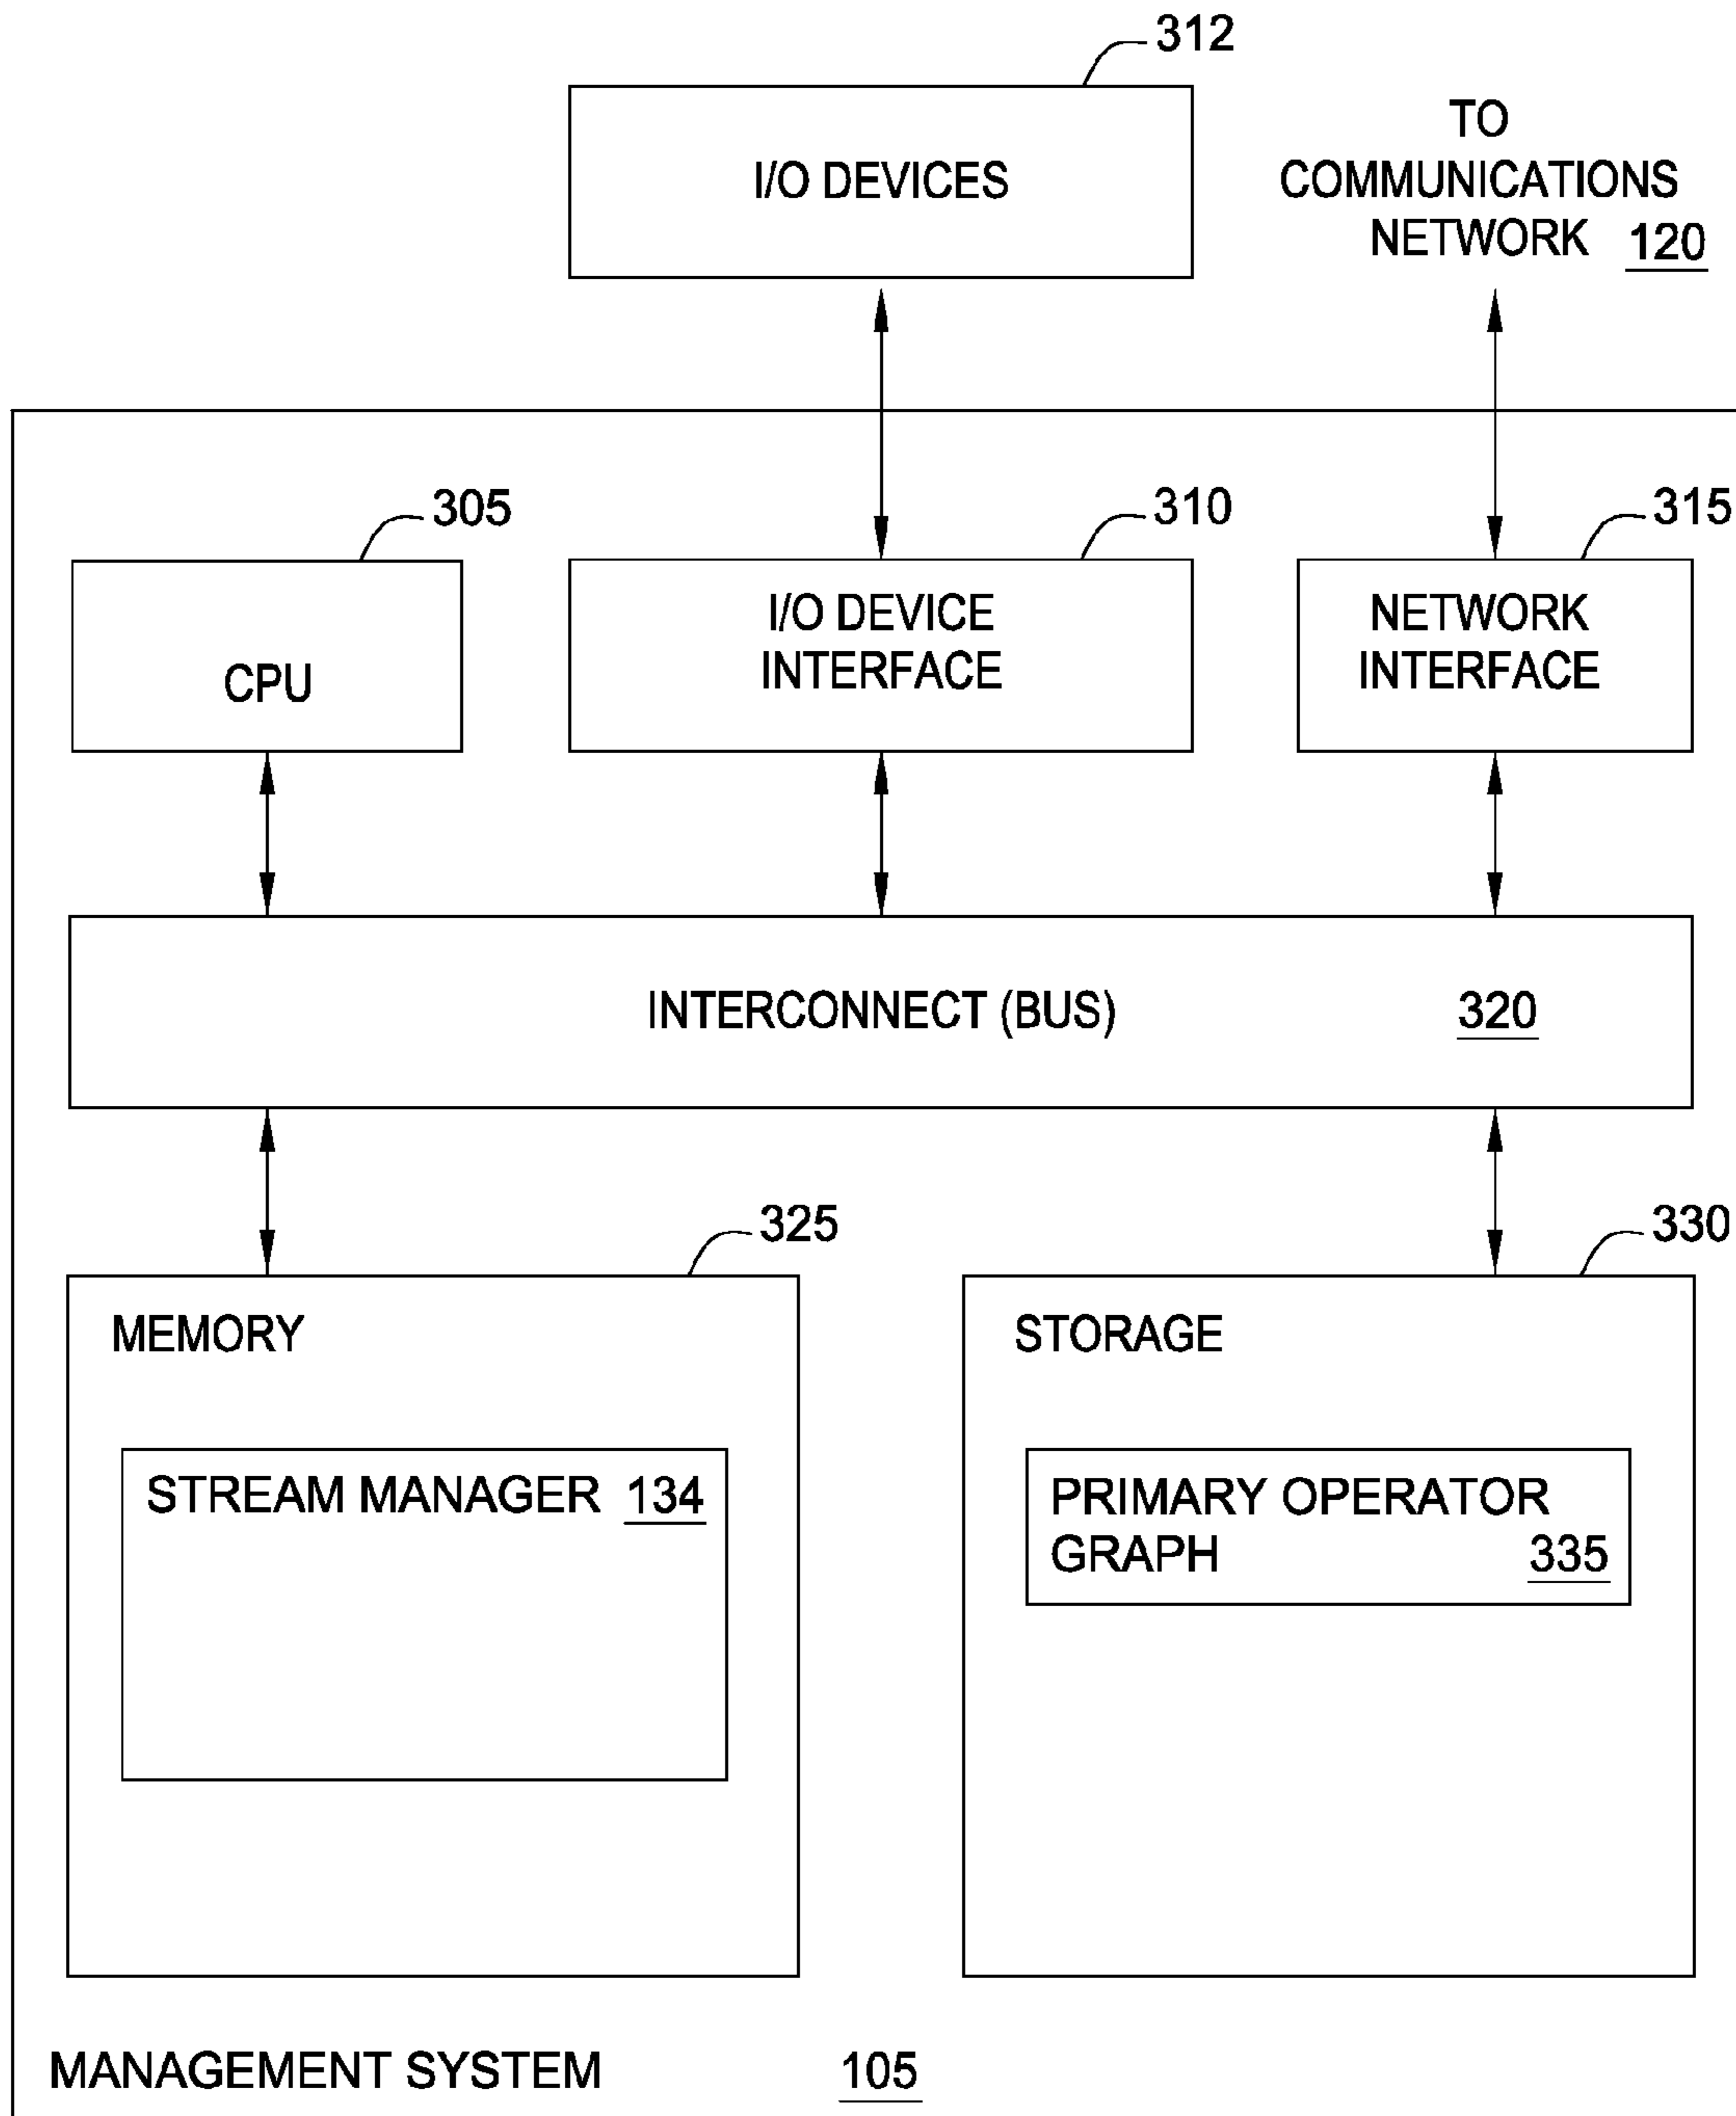 312
I/O DEVICES
TO
COMMUNICATIONS
NETWORK 120
305
310
315
CPU
I/O DEVICE
INTERFACE
NETWORK
INTERFACE
INTERCONNECT (BUS) 320
325
330
MEMORY
STORAGE
STREAM MANAGER 134
PRIMARY OPERATOR
GRAPH 335
MANAGEMENT SYSTEM 105